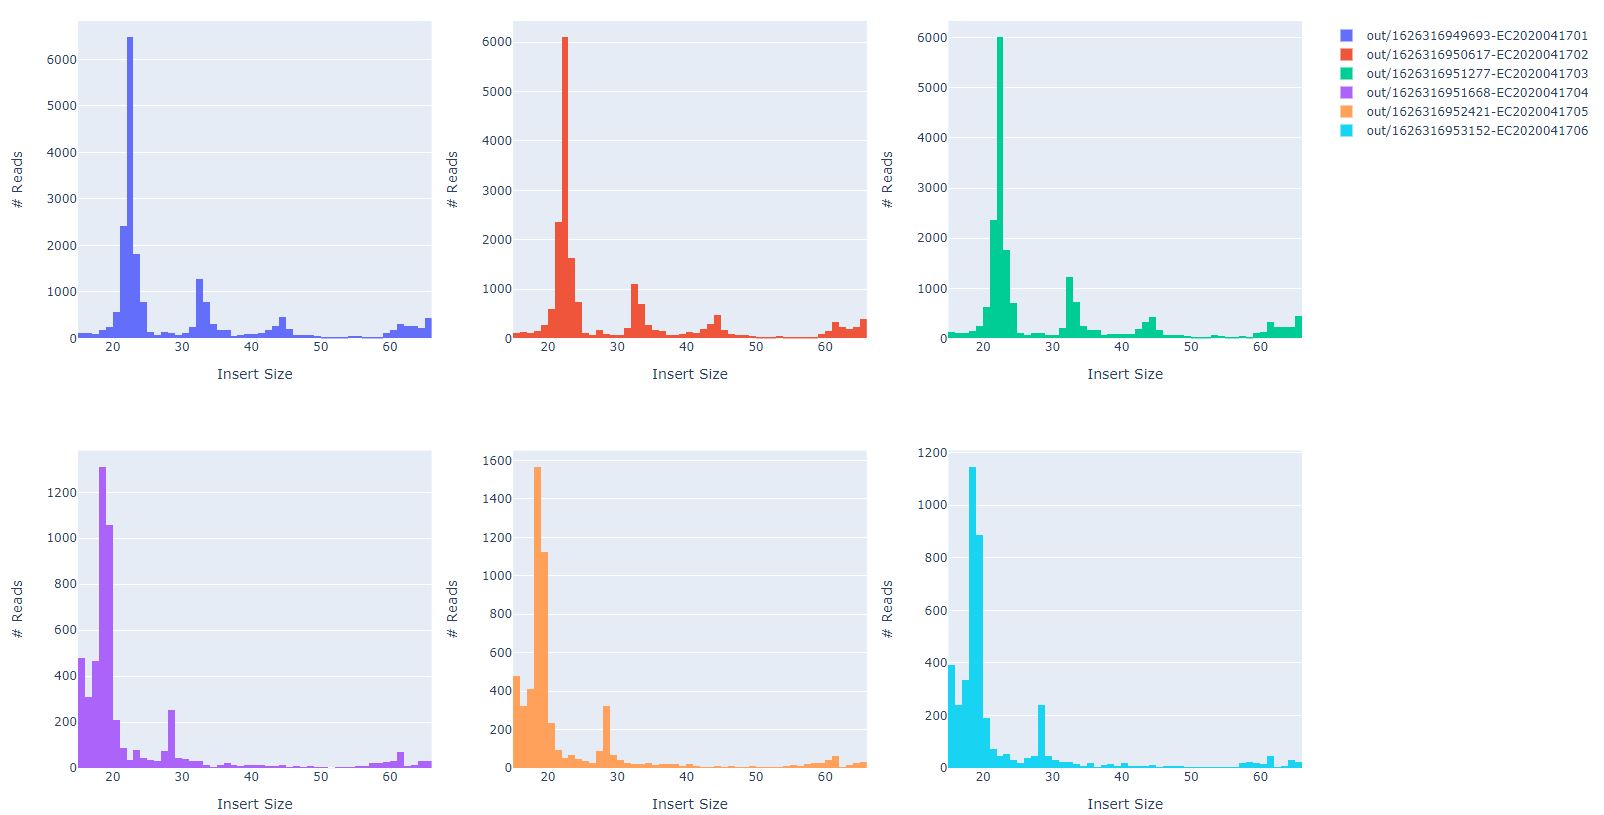 # Reads
6000
5000
4000
3000
2000
1000
0
20 30 40 50 60
Insert Size
# Reads
6000
5000
4000
3000
2000
1000
0
20 30 40 50 60
Insert Size
# Reads
6000
5000
4000
3000
2000
1000
0
20 30 40 50 60
Insert Size
out/1626316949693-EC2020041701
out/1626316950617-EC2020041702
out/1626316951277-EC2020041703
out/1626316951668-EC2020041704
out/1626316952421-EC2020041705
out/1626316953152-EC2020041706
# Reads
1200
1000
800
600
400
200
0
20 30 40 50 60
Insert Size
# Reads
1600
1400
1200
1000
800
600
400
200
0
20 30 40 50 60
Insert Size
# Reads
1200
1000
800
600
400
200
0
20 30 40 50 60
Insert Size